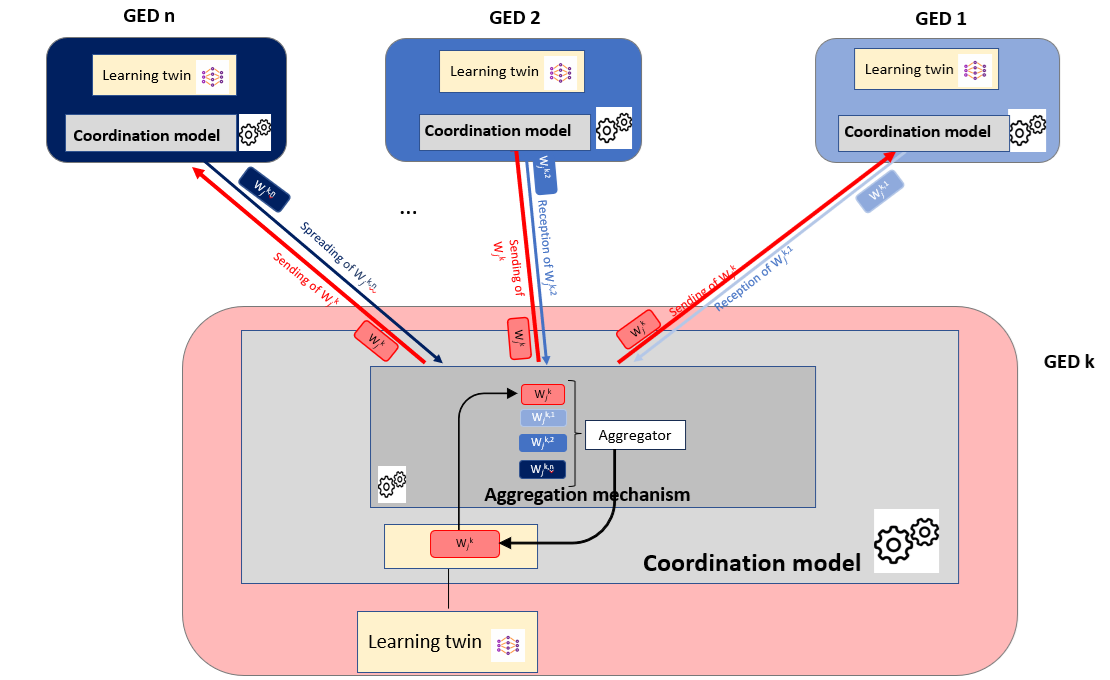 GED n
GED 2
GED 1
Learning twin
Learning twin
Learning twin
Coordination model
Coordination model
Coordination model
Wⱼᵏ,ⁿ
Wⱼᵏ,²
Wⱼᵏ,¹
...
Spreading of Wⱼᵏ,ⁿ
Sending of Wⱼᵏ
Sending of
Wⱼᵏ
Reception of Wⱼᵏ,²
Sending of Wⱼᵏ
Reception of Wⱼᵏ,¹
Wⱼᵏ
Wⱼᵏ
Wⱼᵏ
GED k
Wⱼᵏ
Wⱼᵏ,¹
Wⱼᵏ,²
Wⱼᵏ,ⁿ
Aggregator
Aggregation mechanism
Wⱼᵏ
Coordination model
Learning twin